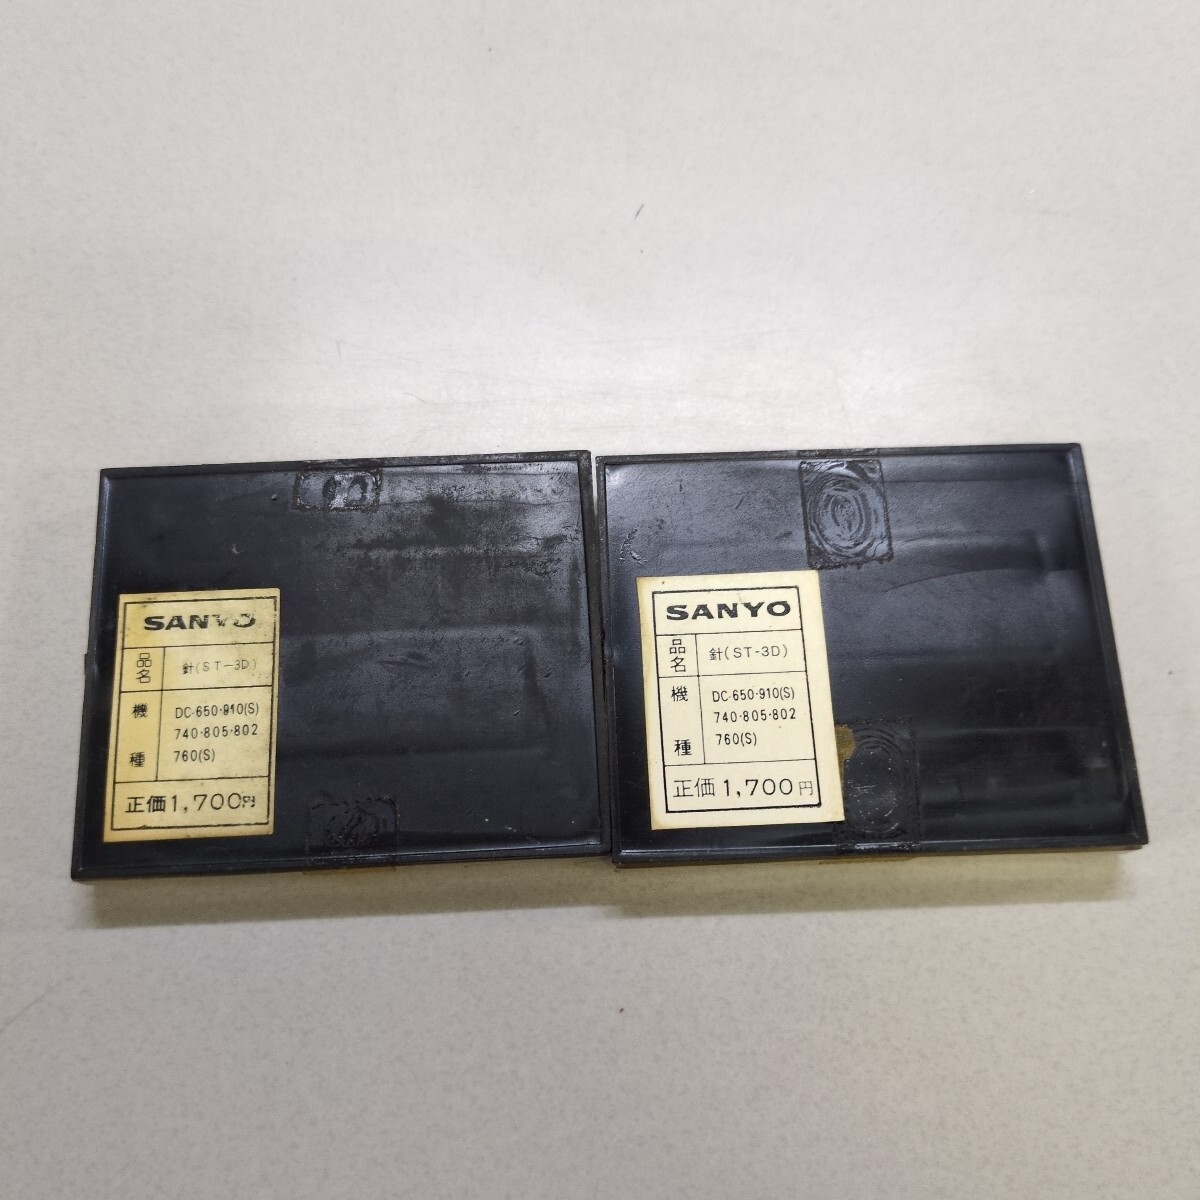 SANYO
品名 針(ST-3D)
機種 DC-650・910(S)
740・805・802
760(S)
正価1,700円
SANYO
品名 針(ST-3D)
機種 DC-650・910(S)
740・805・802
760(S)
正価1,700円